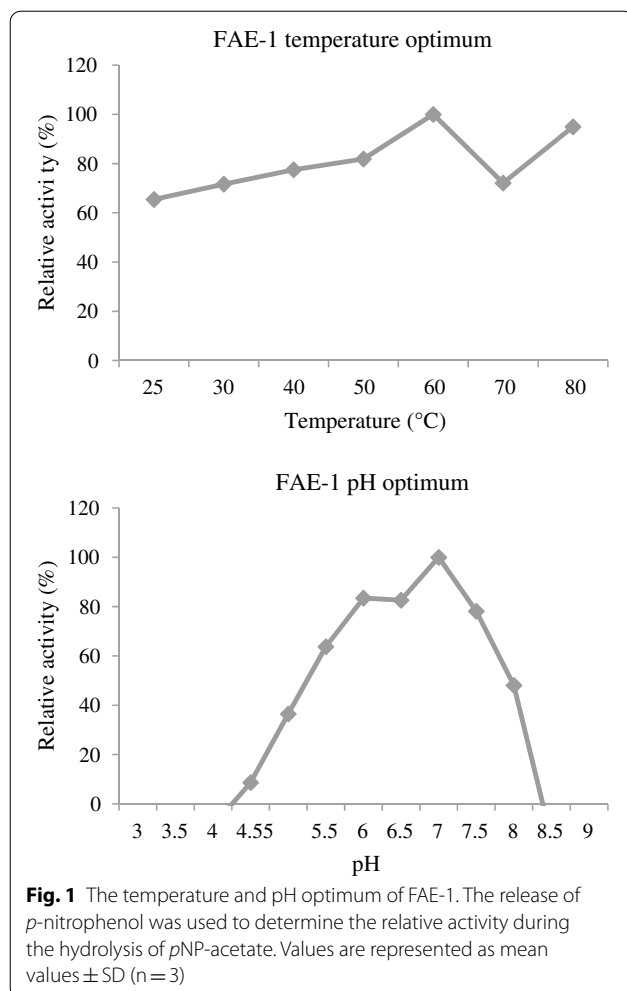 FAE-1 temperature optimum
120
100
80
60
40
20
0
Relative activi ty (%)
25 30 40 50 60 70 80
Temperature (°C)
FAE-1 pH optimum
120
100
80
60
40
20
0
Relative activity (%)
3 3.5 4 4.55 5.5 6 6.5 7 7.5 8 8.5 9
pH
Fig. 1 The temperature and pH optimum of FAE-1. The release of
p-nitrophenol was used to determine the relative activity during
the hydrolysis of pNP-acetate. Values are represented as mean
values ± SD (n = 3)